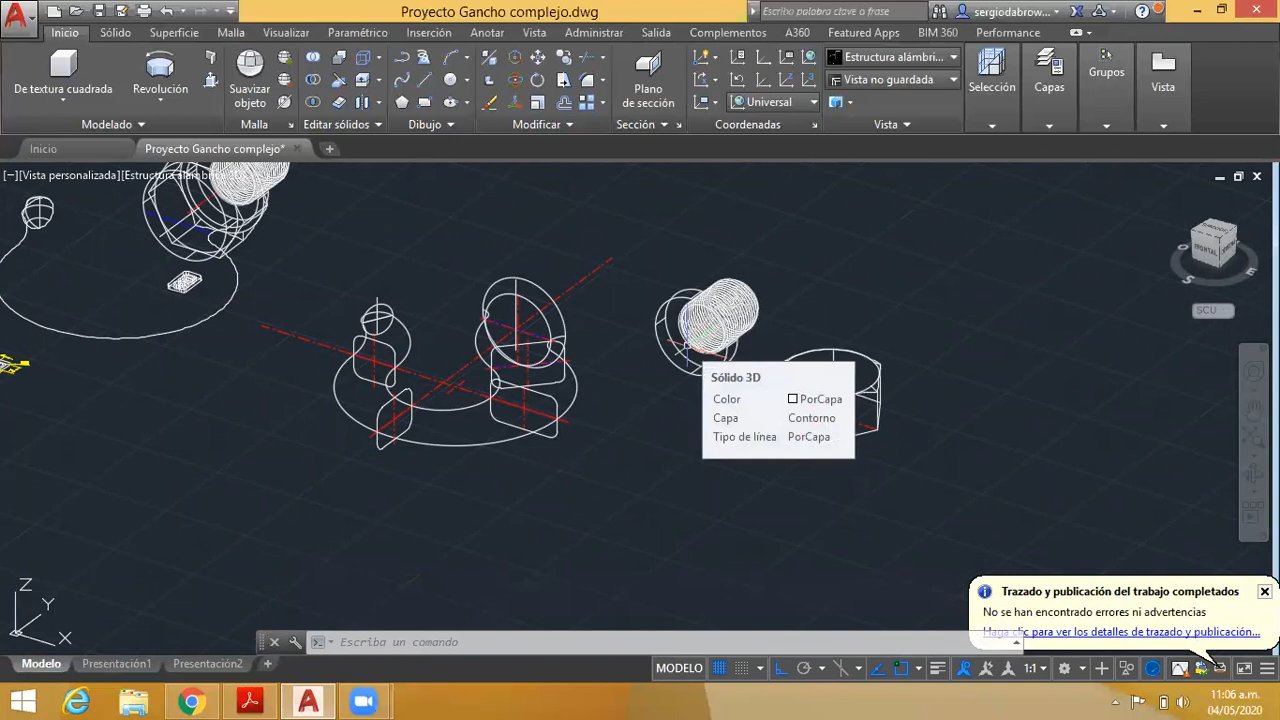 Proyecto Gancho complejo.dwg
Escribe palabra clave o frase
sergiodabrow...
Inicio Sólido Superficie Malla Visualizar Paramétrico Inserción Anotar Vista Administrar Salida Complementos A360 Featured Apps BIM 360 Performance
De textura cuadrada
Revolución
Modelado
Suavizar
objeto
Malla
Editar sólidos
Dibujo
Modificar
Plano
de sección
Sección
Universal
Coordenadas
Estructura alámbri...
Vista no guardada
Vista
Selección
Capas
Grupos
Vista
Inicio
Proyecto Gancho complejo*
[−][Vista personalizada][Estructura alámbrica 2D]
FRONTAL
O
S
E
SCU
Sólido 3D
Color PorCapa
Capa Contorno
Tipo de línea PorCapa
Z
Y
X
Trazado y publicación del trabajo completados
No se han encontrado errores ni advertencias
Haga clic para ver los detalles de trazado y publicación...
Escriba un comando
Modelo Presentación1 Presentación2
MODELO
1:1
11:06 a.m.
04/05/2020